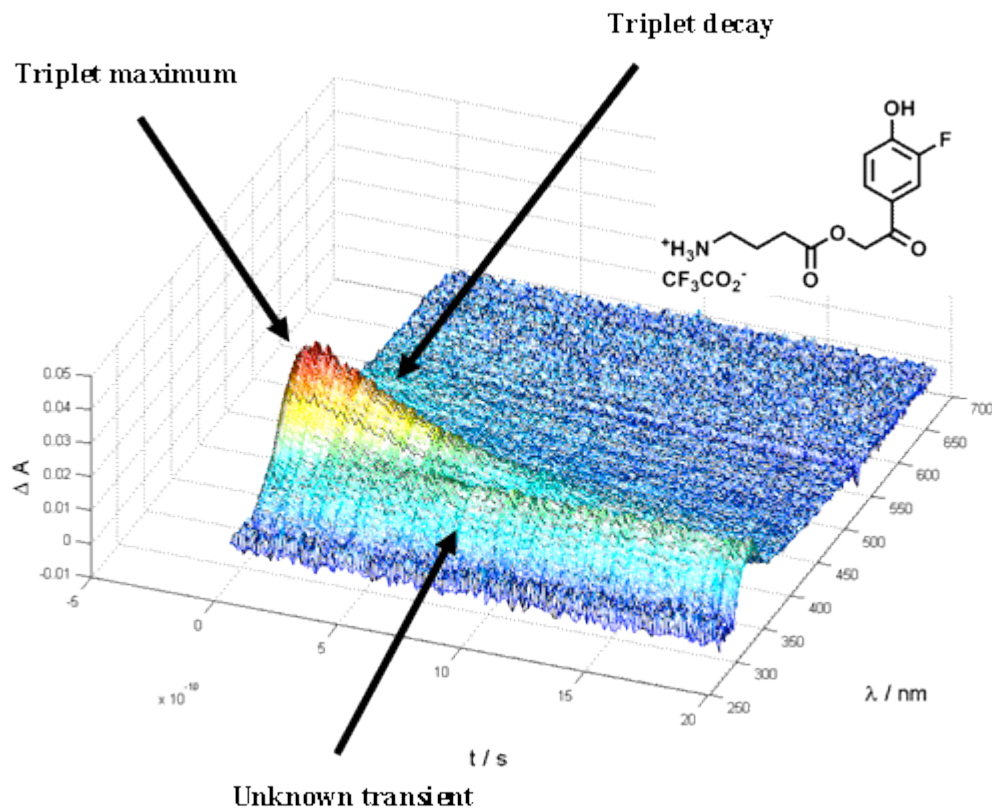 Triplet decay
Triplet maximum
OH
F
O
O
O
+H3N
CF3CO2-
0.05
0.04
0.03
0.02
0.01
0
-0.01
Δ A
-5
0
5
10
15
20
x 10^-10
t / s
250
300
350
400
450
500
550
600
650
700
λ / nm
Unknown transient